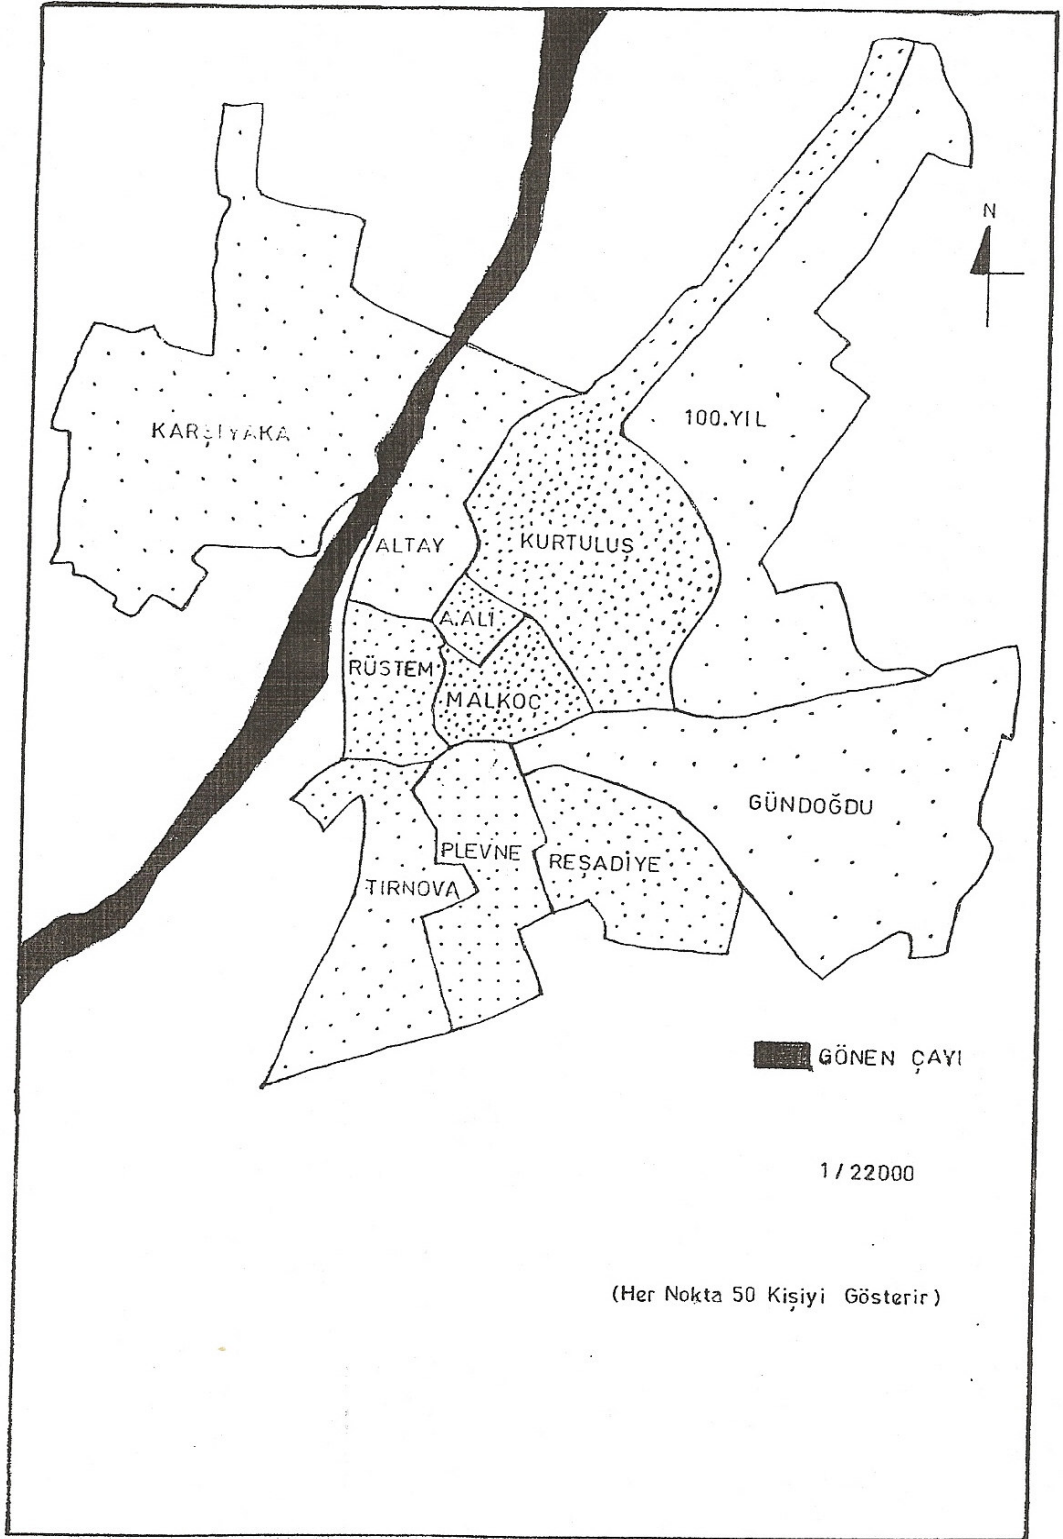 N
100.YIL
KARŞIYAKA
ALTAY
KURTULUŞ
A.ALİ
RÜSTEM
MALKOÇ
GÜNDOĞDU
PLEVNE
REŞADİYE
TIRNOVA
GÖNEN ÇAYI
1/22000
(Her Nokta 50 Kişiyi Gösterir)